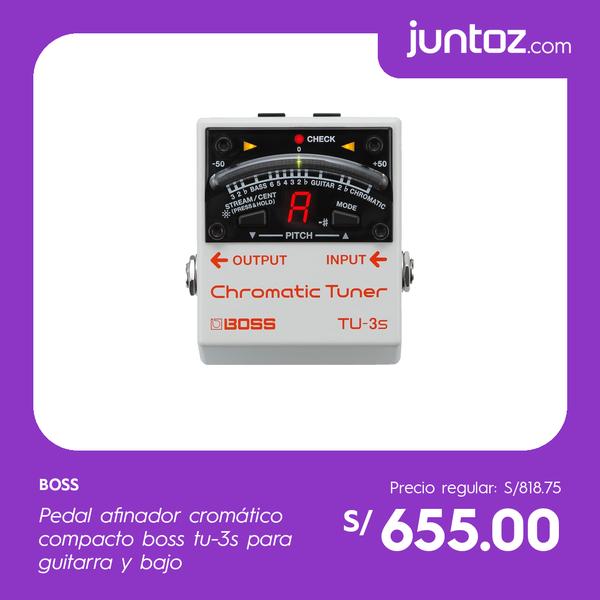 juntoz.com
CHECK
0
-50
+50
3 2 ♭ BASS 6 5 4 3 2 ♭ GUITAR 2 ♭ CHROMATIC
STREAM/CENT
(PRESS&HOLD)
A
MODE
-#
▼ PITCH ▲
← OUTPUT
INPUT ←
Chromatic Tuner
BOSS
TU-3s
BOSS
Precio regular: S/818.75
Pedal afinador cromático
compacto boss tu-3s para
guitarra y bajo
S/ 655.00